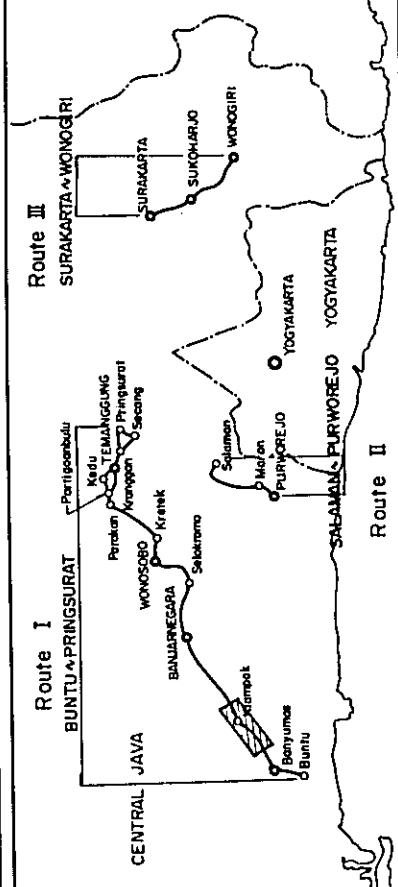 Route I
BUNTU~PRINGSURAT
Route III
SURAKARTA~WONOGIRI
CENTRAL JAVA
Kedu
TEMANGGUNG
Pringsurat
Parakan
Kranggan
Secang
WONOSOBO
Kretek
BANJARNEGARA
Selokromo
Klampok
Banyumas
Buntu
SURAKARTA
SUKOHARJO
WONOGIRI
Salaman
Maron
PURWOREJO
YOGYAKARTA
SALAMAN~PURWOREJO
YOGYAKARTA
Route II